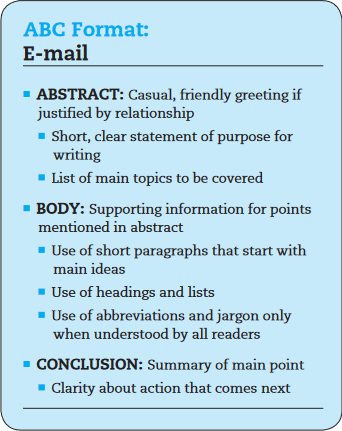 ABC Format:
E-mail
■ ABSTRACT: Casual, friendly greeting if
justified by relationship
■ Short, clear statement of purpose for
writing
■ List of main topics to be covered
■ BODY: Supporting information for points
mentioned in abstract
■ Use of short paragraphs that start with
main ideas
■ Use of headings and lists
■ Use of abbreviations and jargon only
when understood by all readers
■ CONCLUSION: Summary of main point
■ Clarity about action that comes next